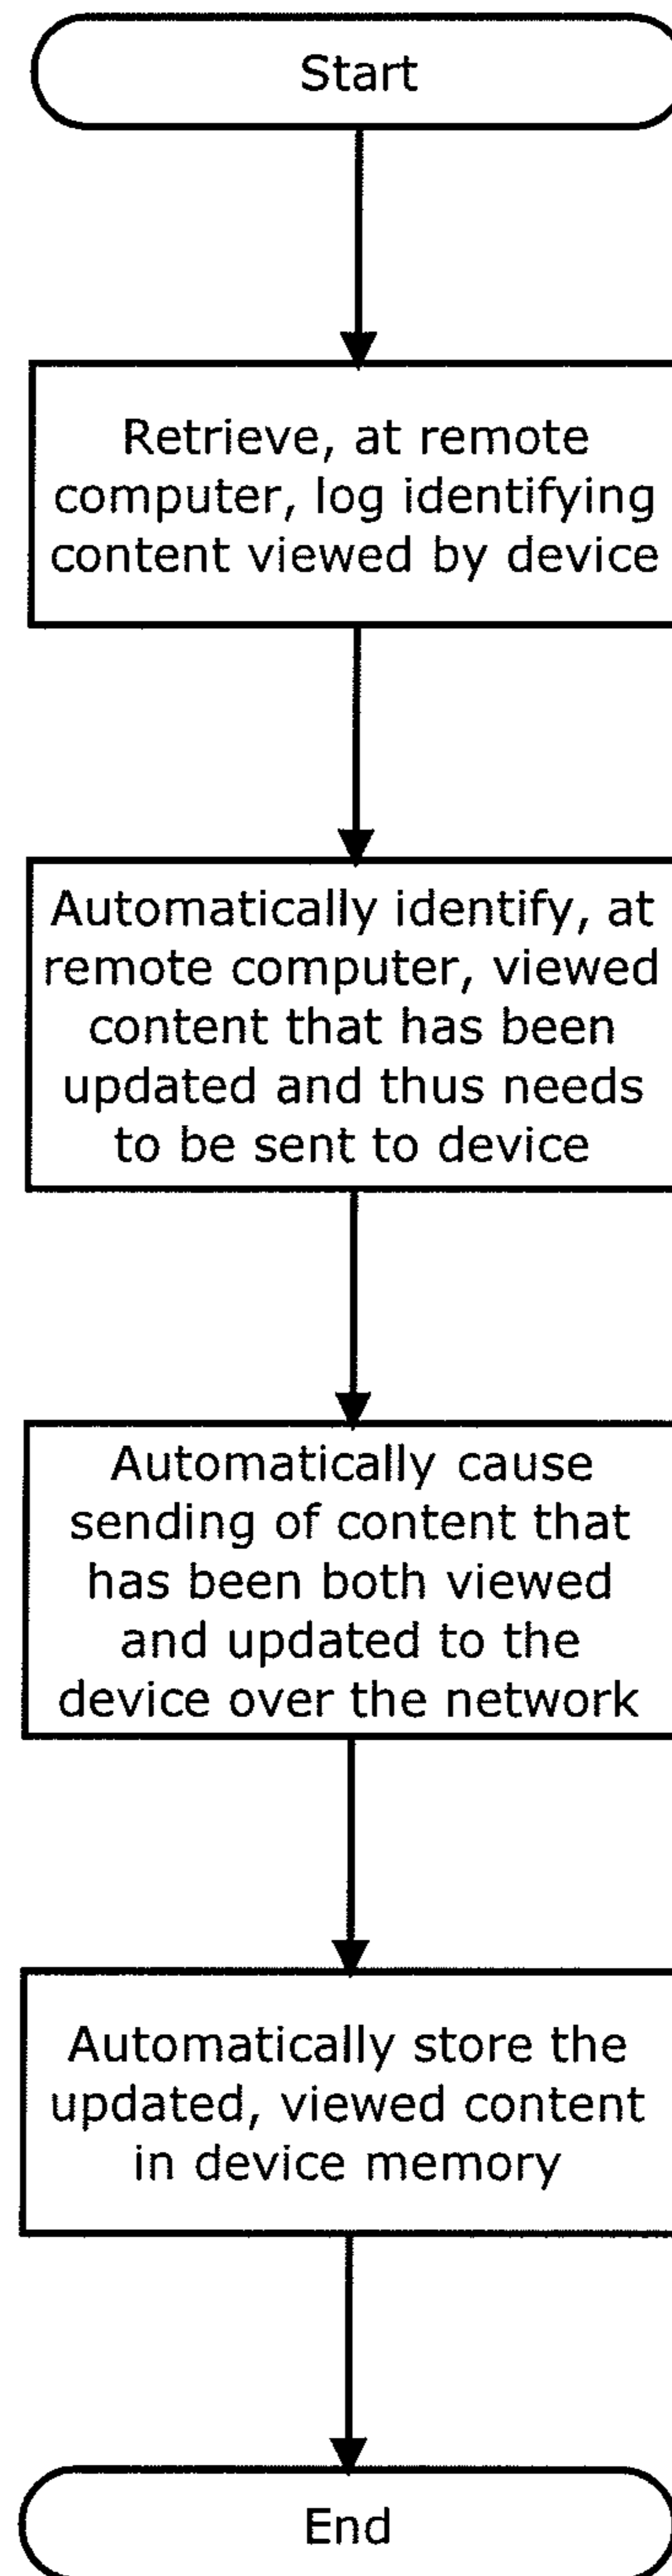 Start
Retrieve, at remote
computer, log identifying
content viewed by device
Automatically identify, at
remote computer, viewed
content that has been
updated and thus needs
to be sent to device
Automatically cause
sending of content that
has been both viewed
and updated to the
device over the network
Automatically store the
updated, viewed content
in device memory
End